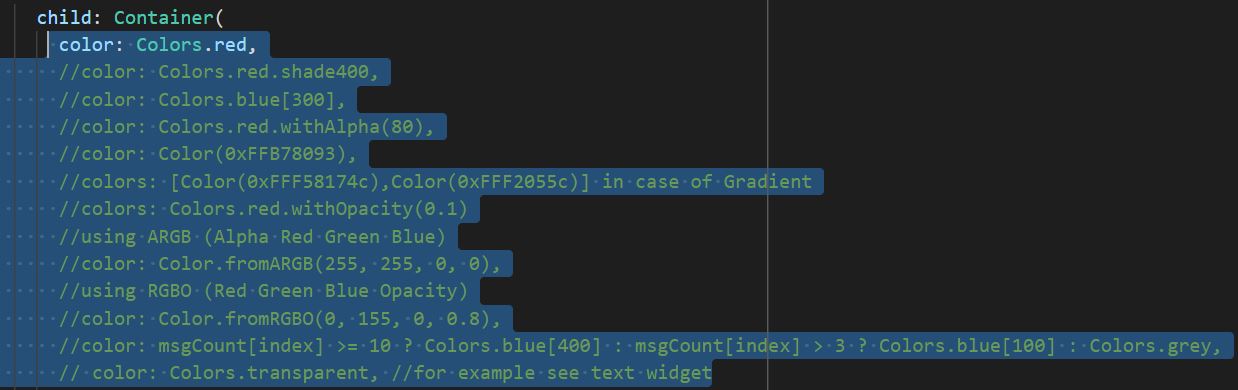 child: Container(
color: Colors.red,
//color: Colors.red.shade400,
//color: Colors.blue[300],
//color: Colors.red.withAlpha(80),
//color: Color(0xFFB78093),
//colors: [Color(0xFFF58174c),Color(0xFFF2055c)] in case of Gradient
//colors: Colors.red.withOpacity(0.1)
//using ARGB (Alpha Red Green Blue)
//color: Color.fromARGB(255, 255, 0, 0),
//using RGBO (Red Green Blue Opacity)
//color: Color.fromRGBO(0, 155, 0, 0.8),
//color: msgCount[index] >= 10 ? Colors.blue[400] : msgCount[index] > 3 ? Colors.blue[100] : Colors.grey,
// color: Colors.transparent, //for example see text widget